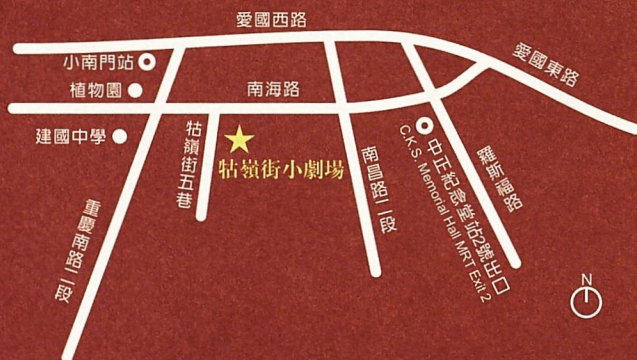 愛國西路
愛國東路
小南門站
植物園
南海路
建國中學
牯嶺街五巷
牯嶺街小劇場
南昌路二段
羅斯福路
中正紀念堂站2號出口
C.K.S. Memorial Hall MRT Exit 2
重慶南路二段
N